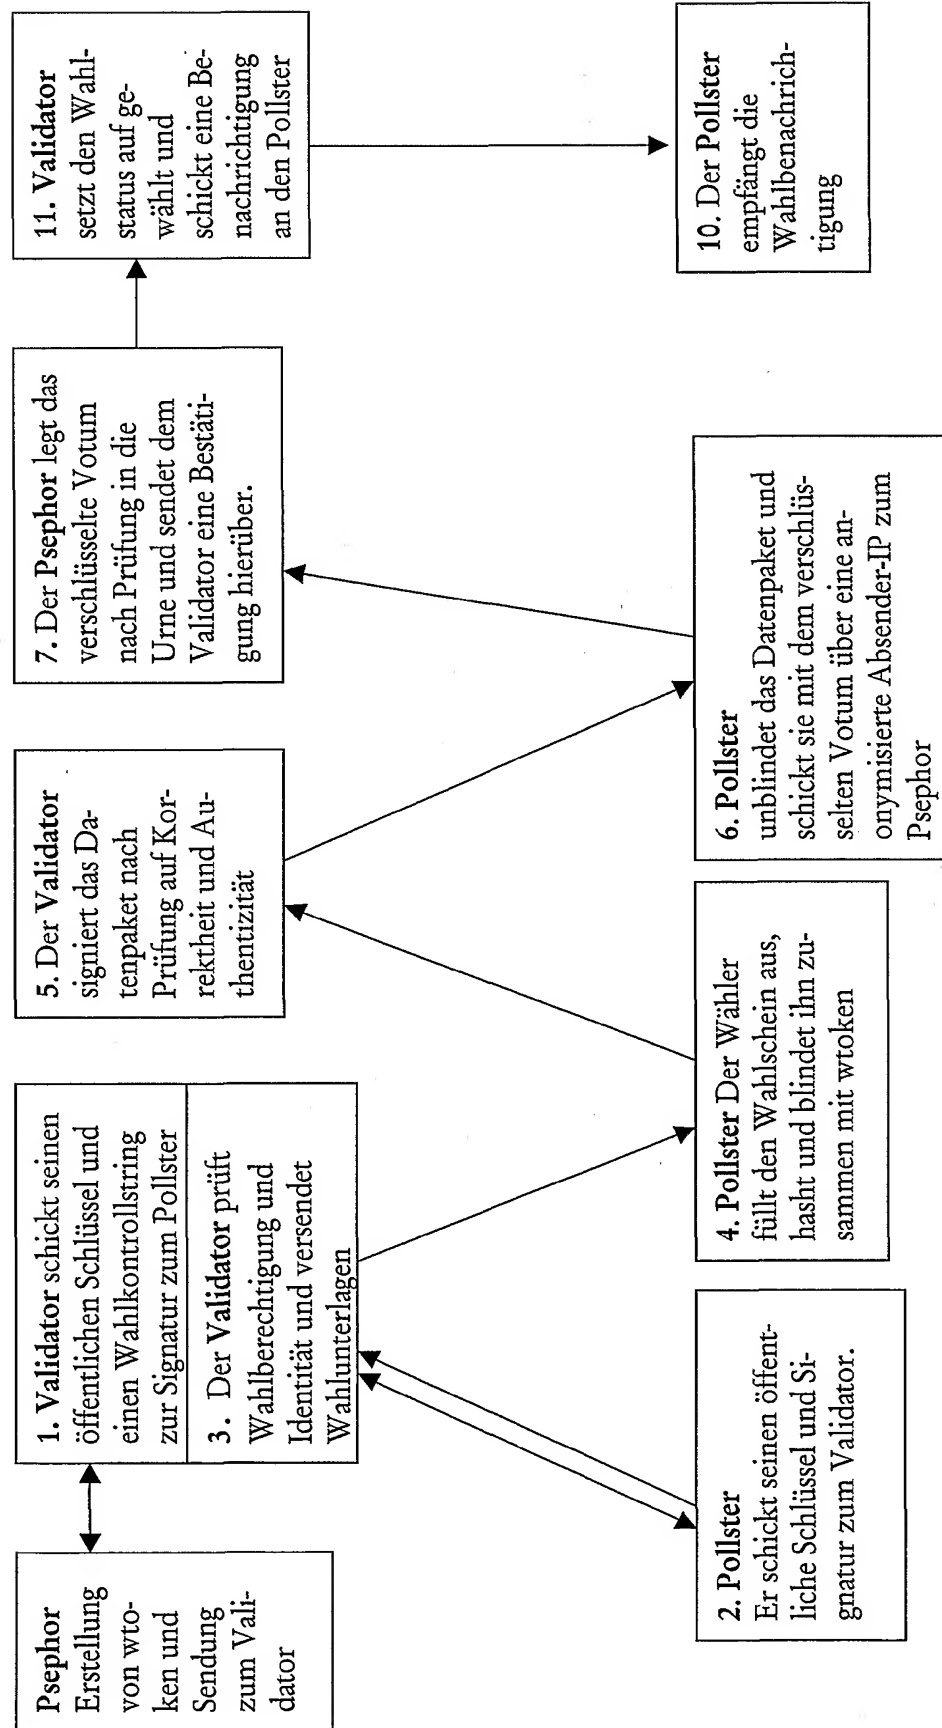 Psephor
Erstellung
von wto-
ken und
Sendung
zum Vali-
dator
1. Validator schickt seinen
öffentlichen Schlüssel und
einen Wahlkontrollstring
zur Signatur zum Pollster
3. Der Validator prüft
Wahlberechtigung und
Identität und versendet
Wahlunterlagen
5. Der Validator
signiert das Da-
tenpaket nach
Prüfung auf Kor-
rektheit und Au-
thentizität
7. Der Psephor legt das
verschlüsselte Votum
nach Prüfung in die
Urne und sendet dem
Validator eine Bestäti-
gung hierüber.
11. Validator
setzt den Wahl-
status auf ge-
wählt und
schickt eine Be-
nachrichtigung
an den Pollster
2. Pollster
Er schickt seinen öffent-
liche Schlüssel und Si-
gnatur zum Validator.
4. Pollster Der Wähler
füllt den Wahlschein aus,
hasht und blindet ihn zu-
sammen mit wtoken
6. Pollster
unblindet das Datenpaket und
schickt sie mit dem verschlüs-
selten Votum über eine an-
onymisierte Absender-IP zum
Psephor
10. Der Pollster
empfängt die
Wahlbenachrich-
tigung